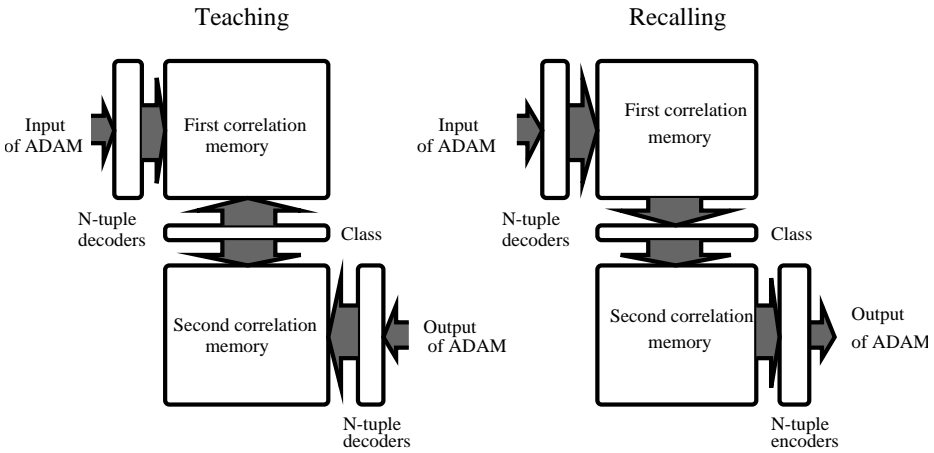 Teaching
Input
of ADAM
First correlation
memory
N-tuple
decoders
Class
Second correlation
memory
Output
of ADAM
N-tuple
decoders
Recalling
Input
of ADAM
First correlation
memory
N-tuple
decoders
Class
Second correlation
memory
Output
of ADAM
N-tuple
encoders